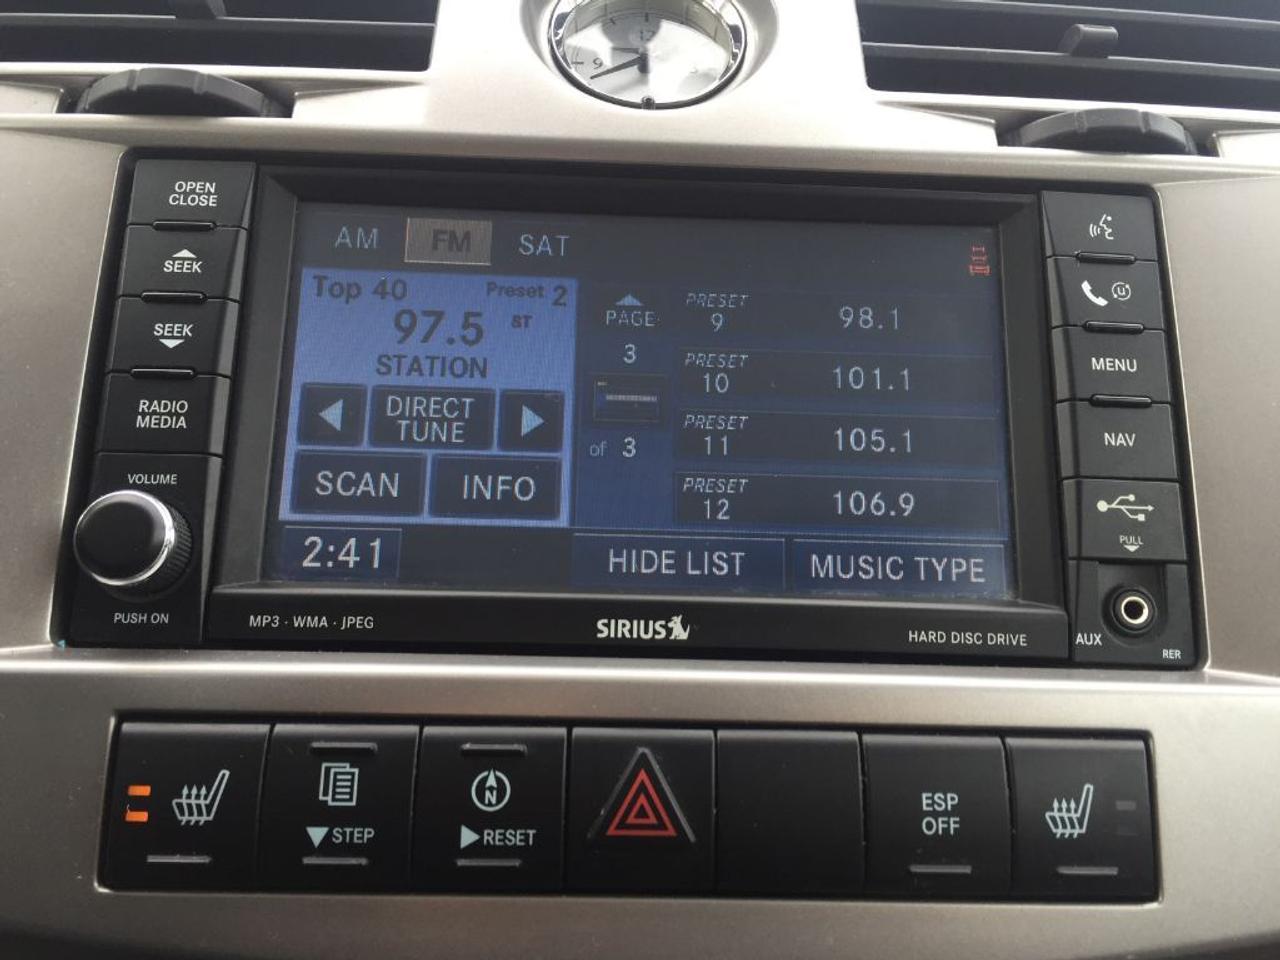 12
9
OPEN
CLOSE
SEEK
SEEK
RADIO
MEDIA
VOLUME
PUSH ON
AM FM SAT
Top 40 Preset 2
97.5 ST
STATION
DIRECT
TUNE
SCAN INFO
2:41
PAGE
3
of 3
PRESET
9 98.1
PRESET
10 101.1
PRESET
11 105.1
PRESET
12 106.9
HIDE LIST MUSIC TYPE
MENU
NAV
PULL
AUX
RER
MP3 · WMA · JPEG SIRIUS HARD DISC DRIVE
STEP
N
RESET
ESP
OFF